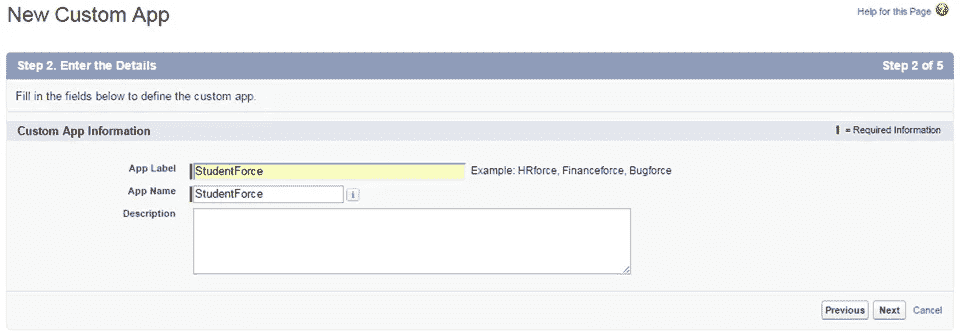 New Custom App
Help for this Page
Step 2. Enter the Details
Step 2 of 5
Fill in the fields below to define the custom app.
Custom App Information
= Required Information
App Label
StudentForce
Example: HRforce, Financeforce, Bugforce
App Name
StudentForce
i
Description
Previous
Next
Cancel